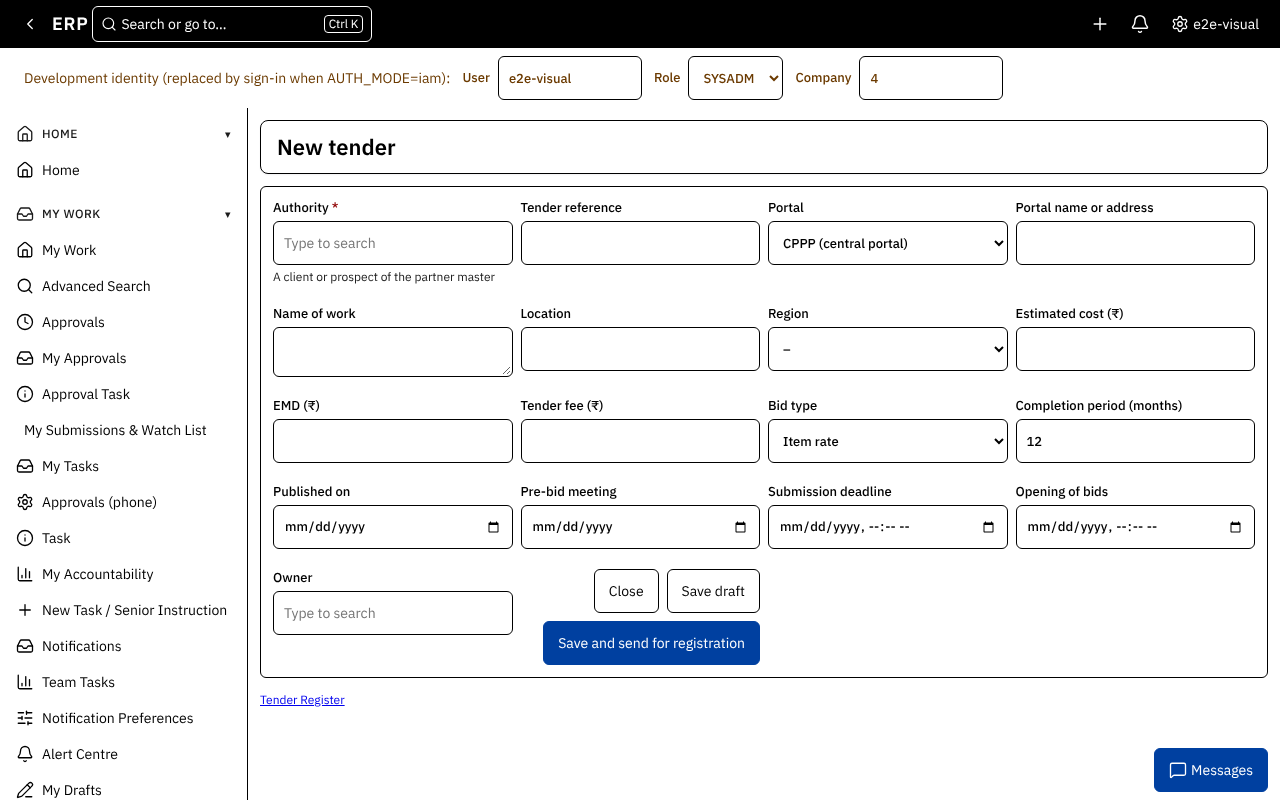 ERP
Search or go to...
Ctrl K
e2e-visual
Development identity (replaced by sign-in when AUTH_MODE=iam):
User
e2e-visual
Role
SYSADM
Company
4
HOME
Home
MY WORK
My Work
Advanced Search
Approvals
My Approvals
Approval Task
My Submissions & Watch List
My Tasks
Approvals (phone)
Task
My Accountability
New Task / Senior Instruction
Notifications
Team Tasks
Notification Preferences
Alert Centre
My Drafts
New tender
Authority *
Type to search
A client or prospect of the partner master
Tender reference
Portal
CPPP (central portal)
Portal name or address
Name of work
Location
Region
–
Estimated cost (₹)
EMD (₹)
Tender fee (₹)
Bid type
Item rate
Completion period (months)
12
Published on
mm/dd/yyyy
Pre-bid meeting
mm/dd/yyyy
Submission deadline
mm/dd/yyyy, --:-- --
Opening of bids
mm/dd/yyyy, --:-- --
Owner
Type to search
Close
Save draft
Save and send for registration
Tender Register
Messages